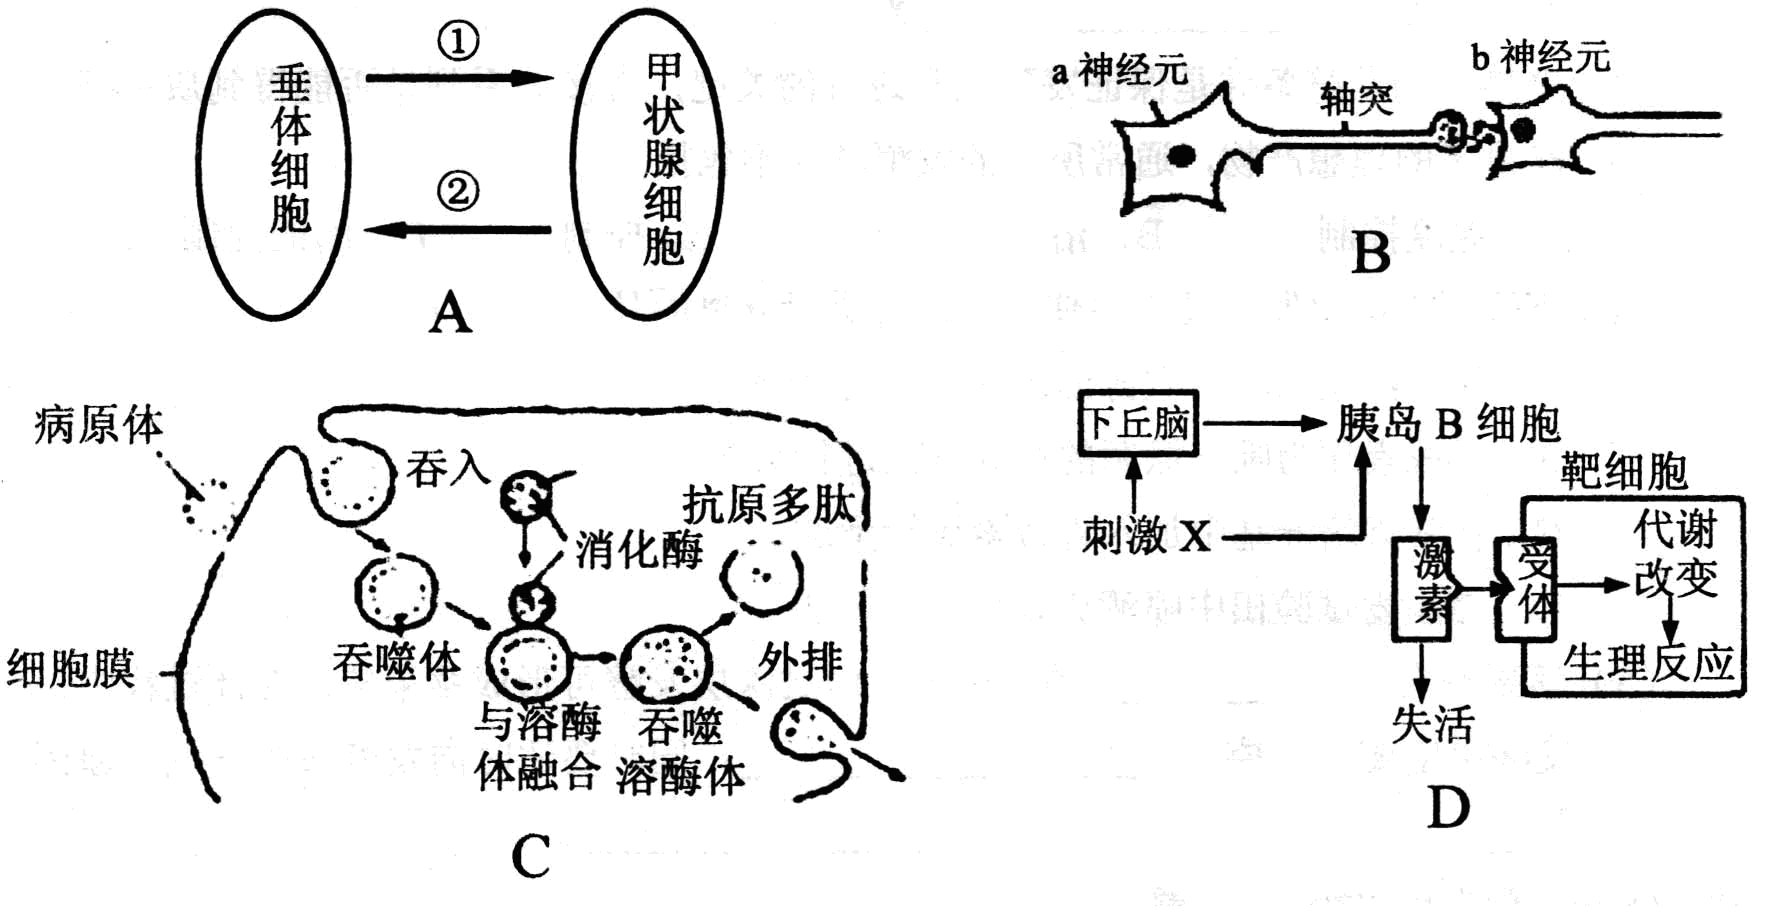 垂体细胞
①
②
甲状腺细胞
A
a 神经元
轴突
b 神经元
B
病原体
吞入
抗原多肽
消化酶
细胞膜
吞噬体
外排
与溶酶
体融合
吞噬
溶酶体
C
下丘脑
胰岛 B 细胞
靶细胞
刺激 X
激素
受体
代谢
改变
生理反应
失活
D